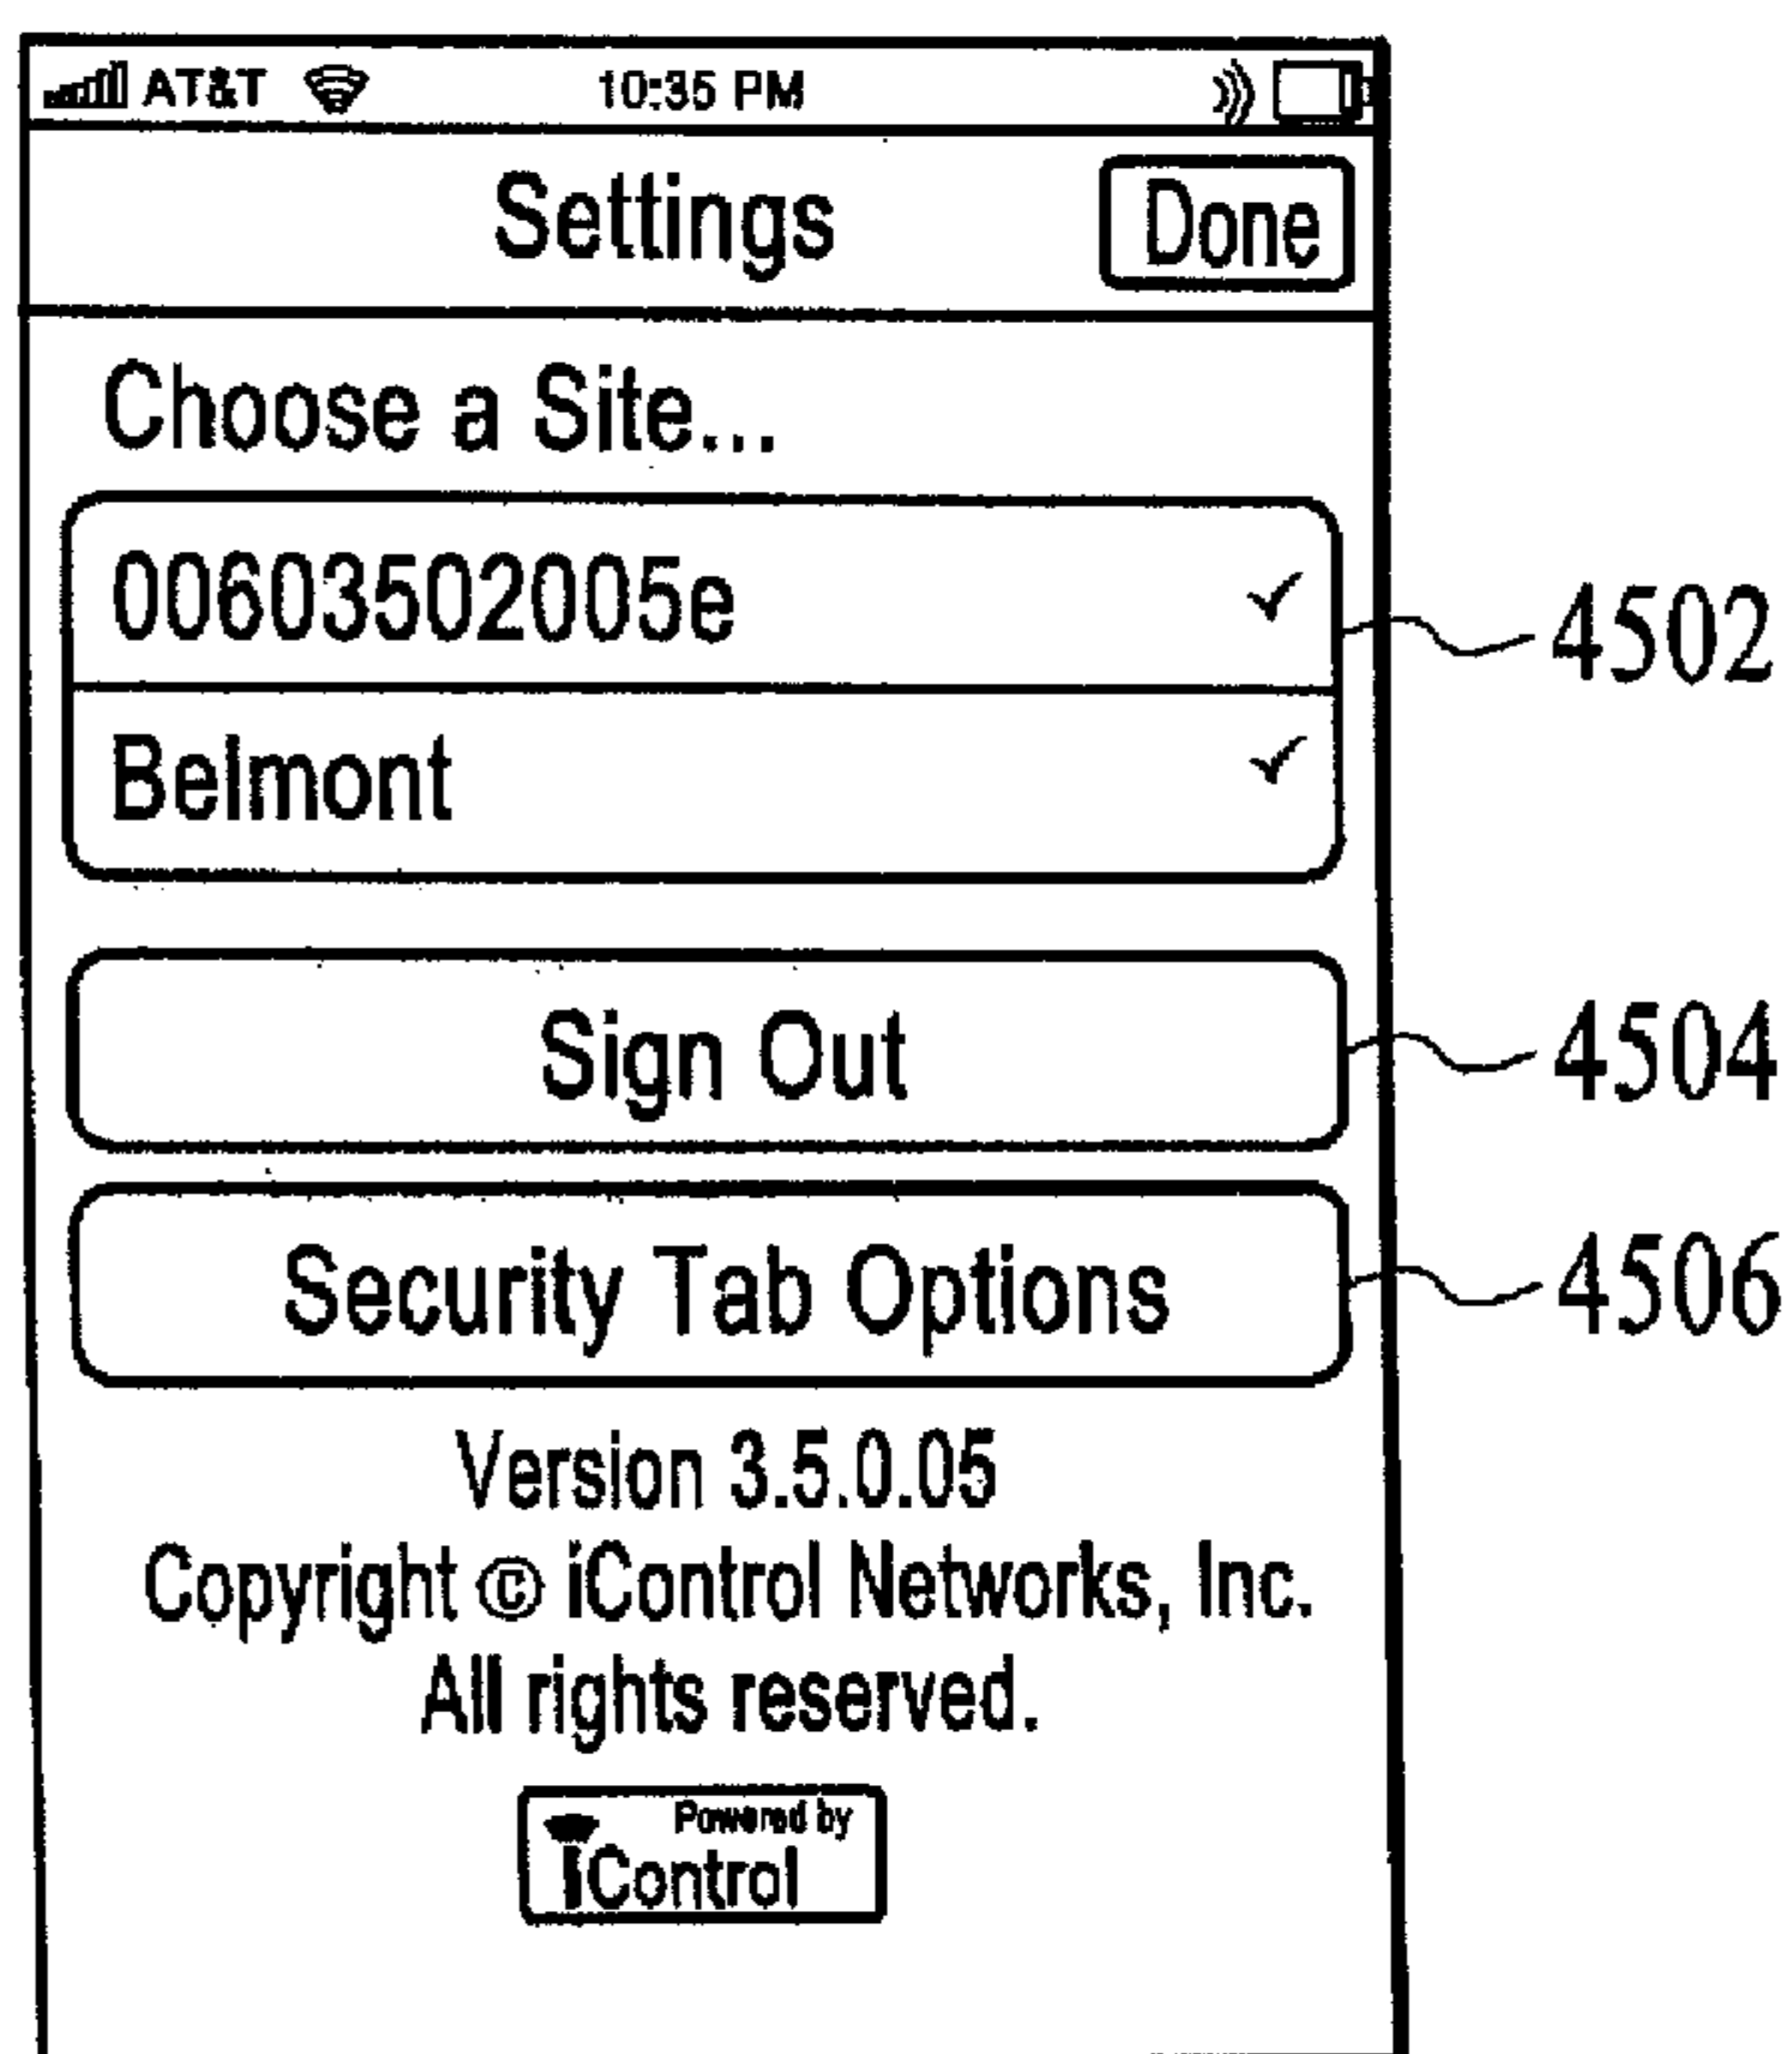 AT&T 10:35 PM
Settings Done
Choose a Site...
00603502005e ✓ 4502
Belmont ✓
Sign Out 4504
Security Tab Options 4506
Version 3.5.0.05
Copyright © iControl Networks, Inc.
All rights reserved.
Powered by
iControl